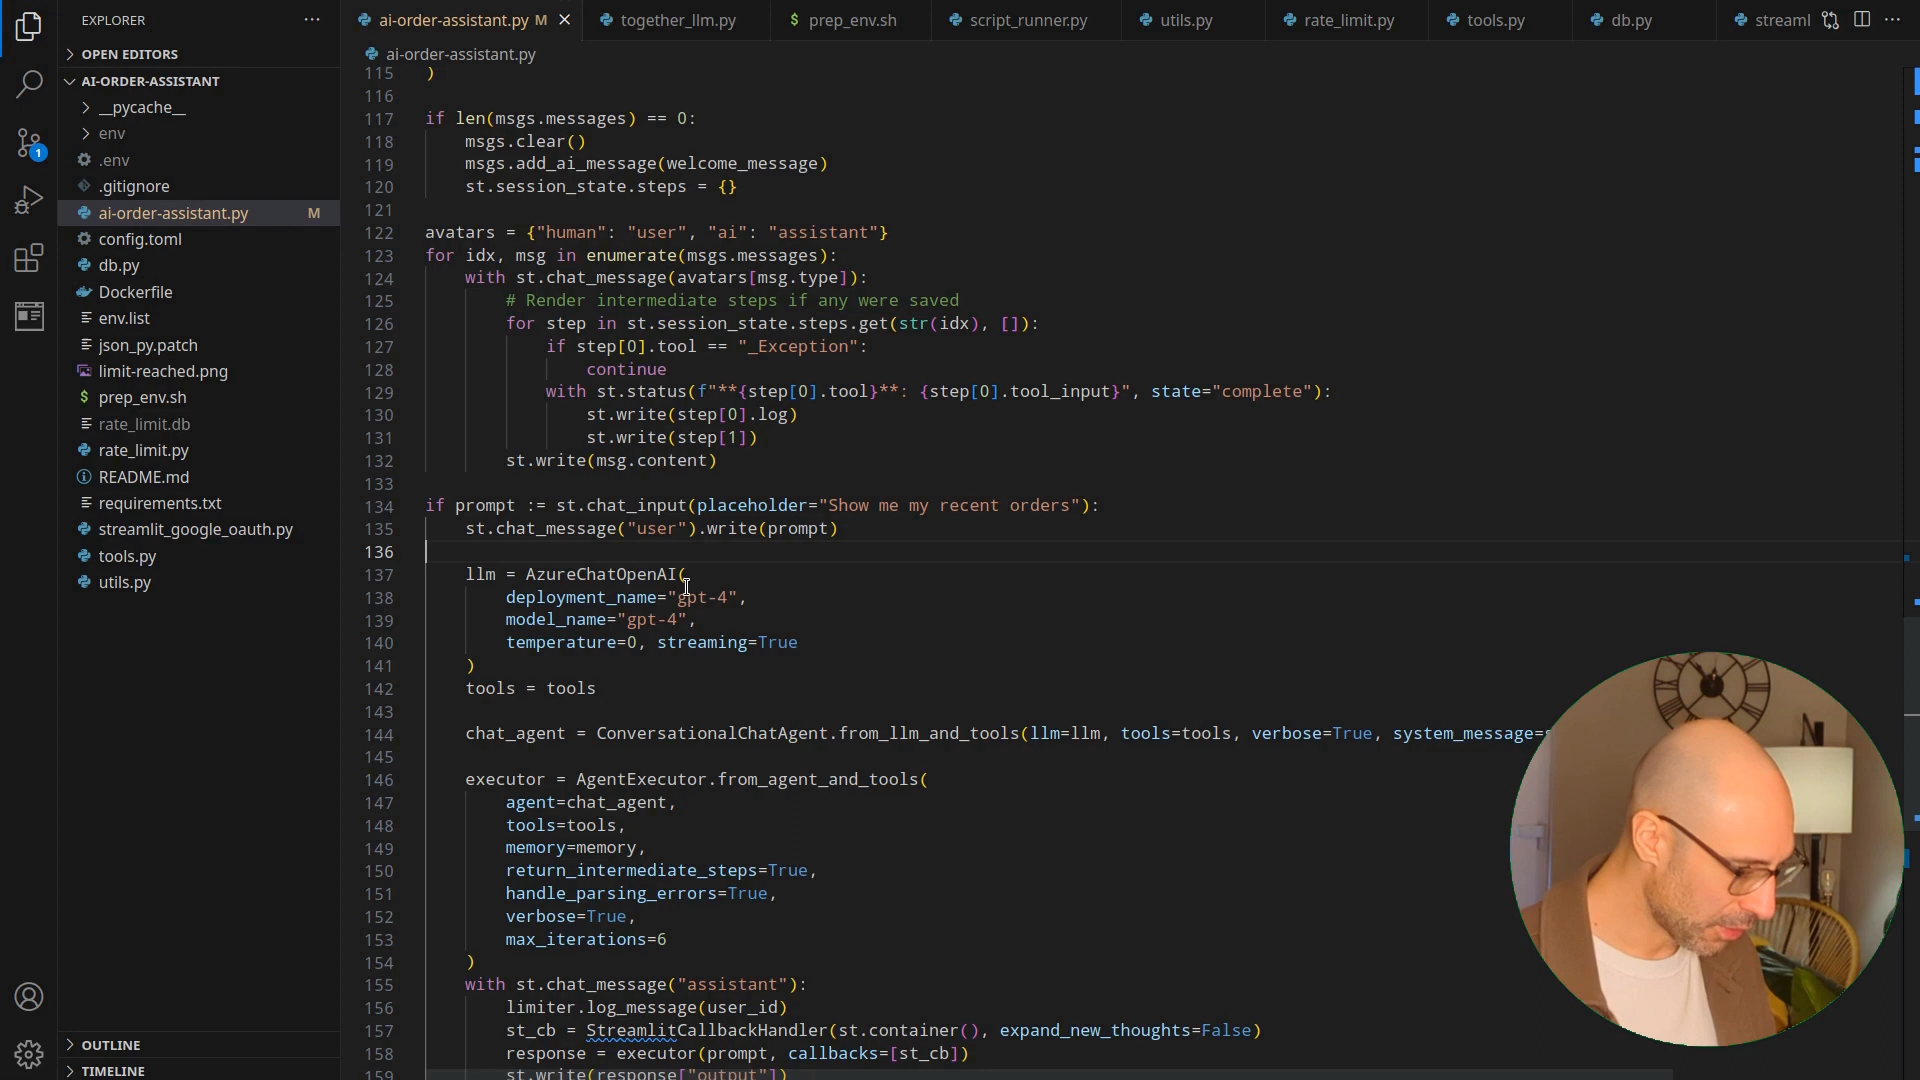 EXPLORER
OPEN EDITORS
AI-ORDER-ASSISTANT
__pycache__
env
.env
.gitignore
ai-order-assistant.py M
config.toml
db.py
Dockerfile
env.list
json_py.patch
limit-reached.png
prep_env.sh
rate_limit.db
rate_limit.py
README.md
requirements.txt
streamlit_google_oauth.py
tools.py
utils.py
OUTLINE
TIMELINE
1
ai-order-assistant.py M
together_llm.py
$ prep_env.sh
script_runner.py
utils.py
rate_limit.py
tools.py
db.py
streaml
ai-order-assistant.py
115 )
116
117 if len(msgs.messages) == 0:
118 msgs.clear()
119 msgs.add_ai_message(welcome_message)
120 st.session_state.steps = {}
121
122 avatars = {"human": "user", "ai": "assistant"}
123 for idx, msg in enumerate(msgs.messages):
124 with st.chat_message(avatars[msg.type]):
125 # Render intermediate steps if any were saved
126 for step in st.session_state.steps.get(str(idx), []):
127 if step[0].tool == "_Exception":
128 continue
129 with st.status(f"**{step[0].tool}**: {step[0].tool_input}", state="complete"):
130 st.write(step[0].log)
131 st.write(step[1])
132 st.write(msg.content)
133
134 if prompt := st.chat_input(placeholder="Show me my recent orders"):
135 st.chat_message("user").write(prompt)
136
137 llm = AzureChatOpenAI(
138 deployment_name="gpt-4",
139 model_name="gpt-4",
140 temperature=0, streaming=True
141 )
142 tools = tools
143
144 chat_agent = ConversationalChatAgent.from_llm_and_tools(llm=llm, tools=tools, verbose=True, system_message=s
145
146 executor = AgentExecutor.from_agent_and_tools(
147 agent=chat_agent,
148 tools=tools,
149 memory=memory,
150 return_intermediate_steps=True,
151 handle_parsing_errors=True,
152 verbose=True,
153 max_iterations=6
154 )
155 with st.chat_message("assistant"):
156 limiter.log_message(user_id)
157 st_cb = StreamlitCallbackHandler(st.container(), expand_new_thoughts=False)
158 response = executor(prompt, callbacks=[st_cb])
159 st.write(response["output"])